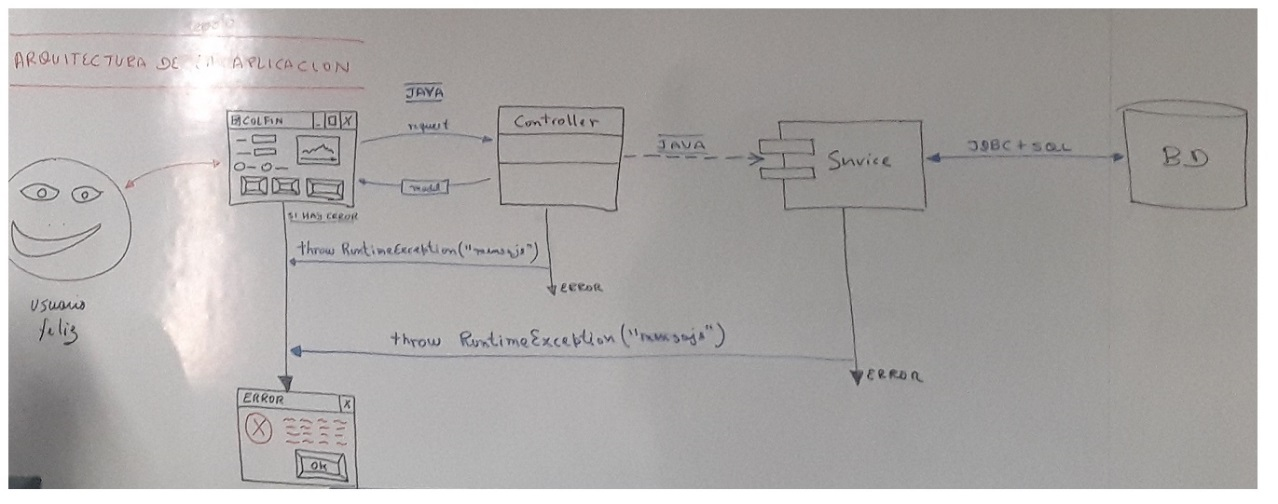 ARQUITECTURA DE la APLICACION
JAVA
COLFIN
_ □ X
request
Controller
JAVA
Service
JDBC + SQL
BD
model
SI HAY ERROR
throw RuntimeException("mensaje")
ERROR
usuario
feliz
throw RuntimeException("mensaje")
ERROR
ERROR
X
X
OK